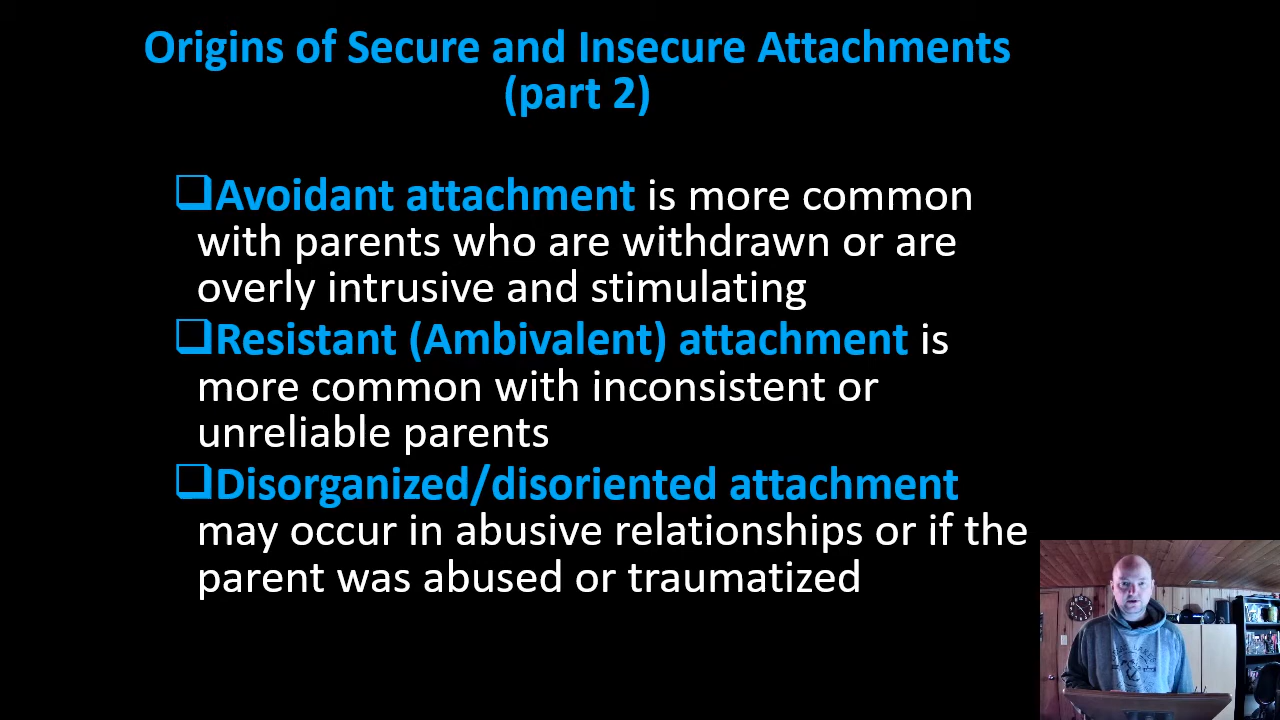 Origins of Secure and Insecure Attachments
(part 2)
❑Avoidant attachment is more common
with parents who are withdrawn or are
overly intrusive and stimulating
❑Resistant (Ambivalent) attachment is
more common with inconsistent or
unreliable parents
❑Disorganized/disoriented attachment
may occur in abusive relationships or if the
parent was abused or traumatized